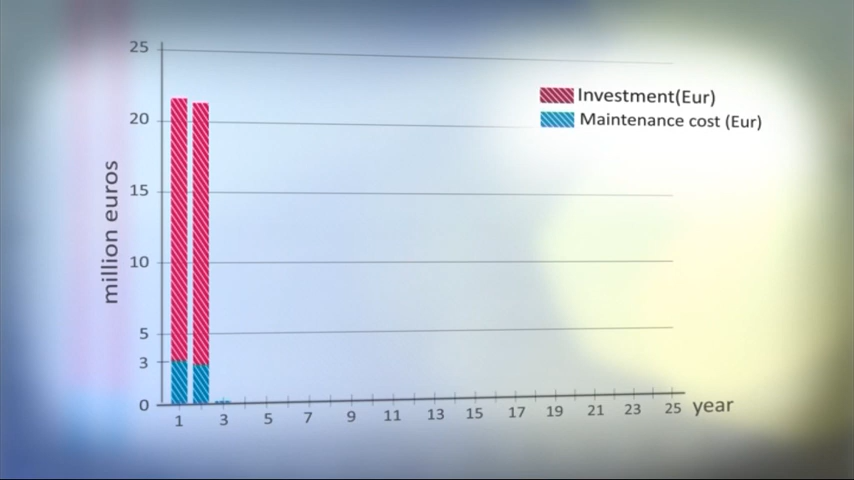 25
20
15
10
5
3
0
million euros
Investment(Eur)
Maintenance cost (Eur)
1 3 5 7 9 11 13 15 17 19 21 23 25 year